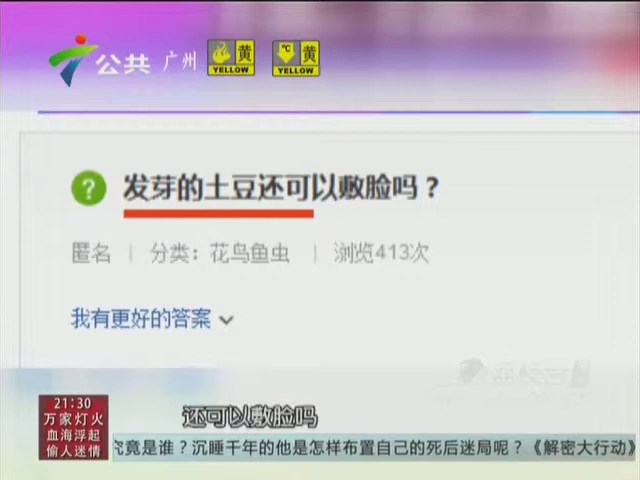 公共 广州 黄 YELLOW ℃ 黄 YELLOW
? 发芽的土豆还可以敷脸吗？
匿名 | 分类：花鸟鱼虫 | 浏览413次
我有更好的答案
21:30
万家灯火
血海浮起
偷人迷情
还可以敷脸吗
究竟是谁？沉睡千年的他是怎样布置自己的死后迷局呢？《解密大行动》